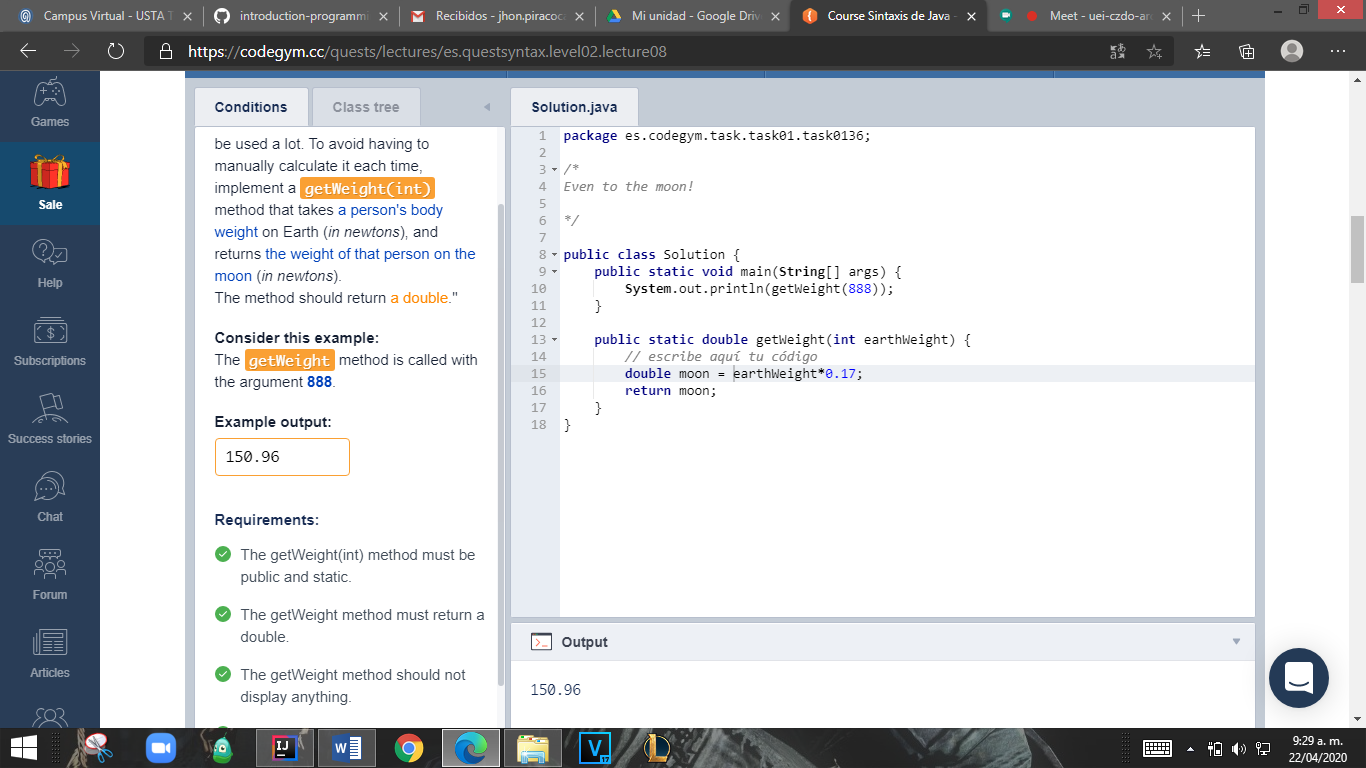 Campus Virtual - USTA T
introduction-programmi
Recibidos - jhon.piracoca
Mi unidad - Google Driv
Course Sintaxis de Java -
Meet - uei-czdo-an
https://codegym.cc/quests/lectures/es.questsyntax.level02.lecture08
Games
Sale
Help
Subscriptions
Success stories
Chat
Forum
Articles
Conditions
Class tree
be used a lot. To avoid having to
manually calculate it each time,
implement a getWeight(int)
method that takes a person's body
weight on Earth (in newtons), and
returns the weight of that person on the
moon (in newtons).
The method should return a double."
Consider this example:
The getWeight method is called with
the argument 888.
Example output:
150.96
Requirements:
The getWeight(int) method must be
public and static.
The getWeight method must return a
double.
The getWeight method should not
display anything.
Solution.java
1 package es.codegym.task.task01.task0136;
2
3 /*
4 Even to the moon!
5
6 */
7
8 public class Solution {
9 public static void main(String[] args) {
10 System.out.println(getWeight(888));
11 }
12
13 public static double getWeight(int earthWeight) {
14 // escribe aquí tu código
15 double moon = earthWeight*0.17;
16 return moon;
17 }
18 }
Output
150.96
9:29 a. m.
22/04/2020